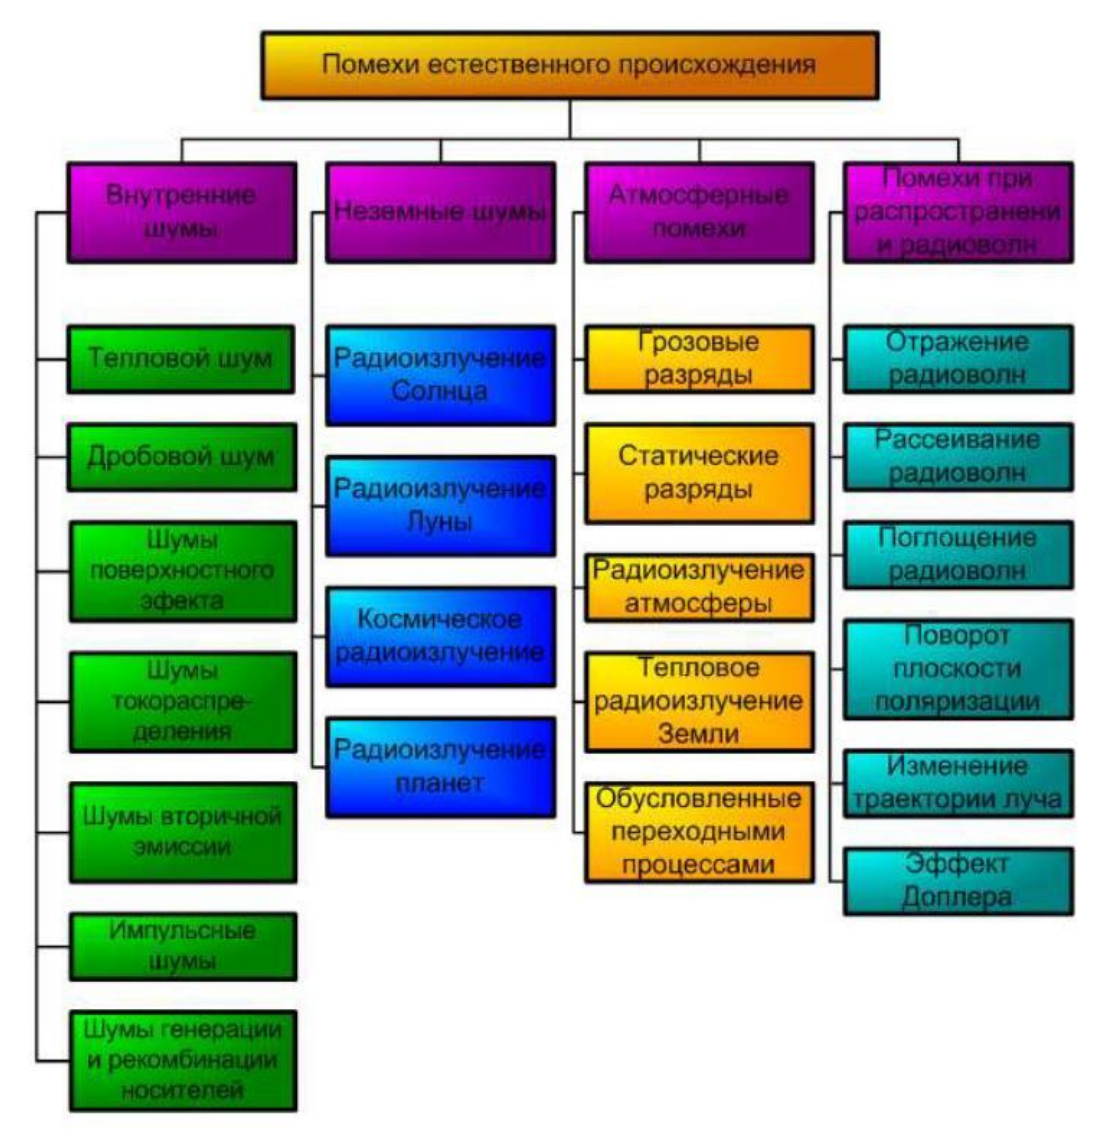 Помехи естественного происхождения
Внутренние
шумы
Неземные шумы
Атмосферные
помехи
Помехи при
распространени
и радиоволн
Тепловой шум
Дробовой шум
Шумы
поверхностного
эфекта
Шумы
токораспре-
деления
Шумы вторичной
эмиссии
Импульсные
шумы
Шумы генерации
и рекомбинации
носителей
Радиоизлучение
Солнца
Радиоизлучение
Луны
Космическое
радиоизлучение
Радиоизлучение
планет
Грозовые
разряды
Статические
разряды
Радиоизлучение
атмосферы
Тепловое
радиоизлучение
Земли
Обусловленные
переходными
процессами
Отражение
радиоволн
Рассеивание
радиоволн
Поглощение
радиоволн
Поворот
плоскости
поляризации
Изменение
траектории луча
Эффект
Доплера